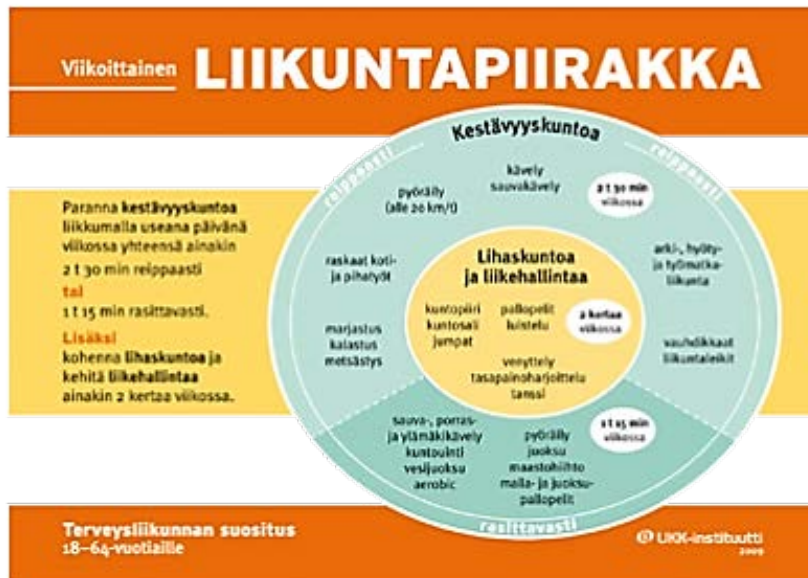 Viikoittainen LIIKUNTAPIIRAKKA
Kestävyyskuntoa
reippaasti
reippaasti
Paranna kestävyyskuntoa
liikkumalla useana päivänä
viikossa yhteensä ainakin
2 t 30 min reippaasti
tai
1 t 15 min rasittavasti.
Lisäksi
kohenna lihaskuntoa ja
kehitä liikehallintaa
ainakin 2 kertaa viikossa.
kävely
sauvakävely
2 t 30 min
viikossa
pyöräily
(alle 20 km/t)
raskaat koti-
ja pihatyöt
marjastus
kalastus
metsästys
arki-, hyöty-
ja työmatka-
liikunta
vauhdikkaat
liikuntaleikit
Lihaskuntoa
ja liikehallintaa
kuntopiiri
kuntosali
jumpat
pallopelit
luistelu
2 kertaa
viikossa
venyttely
tasapainoharjoittelu
tanssi
sauva-, porras-
ja ylämäkikävely
kuntouinti
vesijuoksu
aerobic
pyöräily
juoksu
maastohiihto
maila- ja juoksu-
pallopelit
1 t 15 min
viikossa
rasittavasti
Terveysliikunnan suositus
18–64-vuotiaille
UKK-instituutti
2009